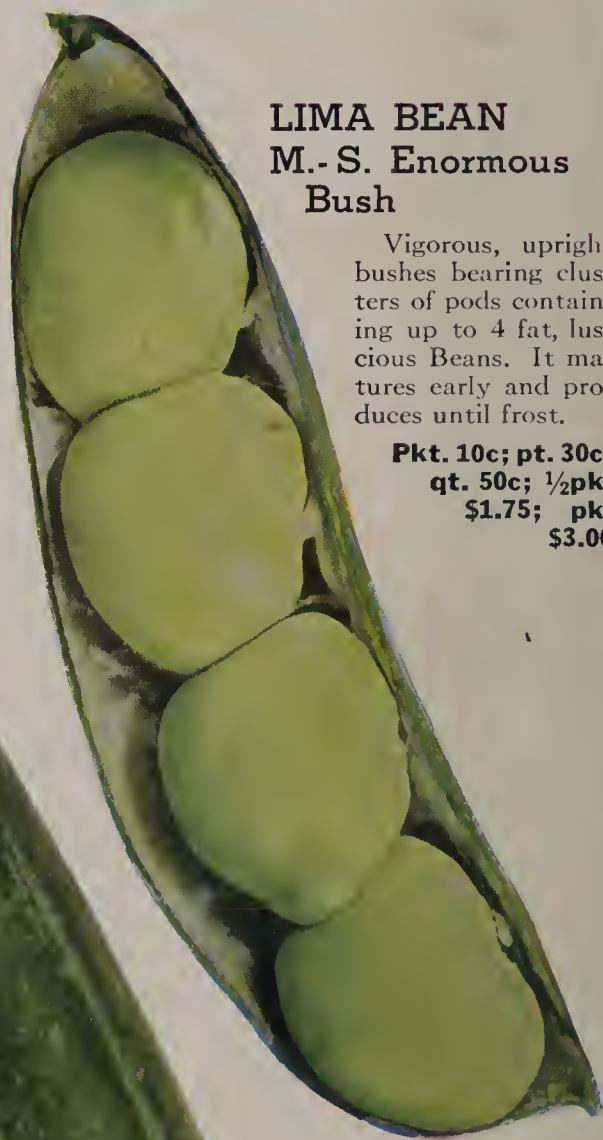 LIMA BEAN
M.-S. Enormous
Bush
Vigorous, uprigh
bushes bearing clus
ters of pods contain
ing up to 4 fat, lus
cious Beans. It ma
tures early and pro
duces until frost.
Pkt. 10c; pt. 30c
qt. 50c; ½pk
$1.75; pk
$3.00